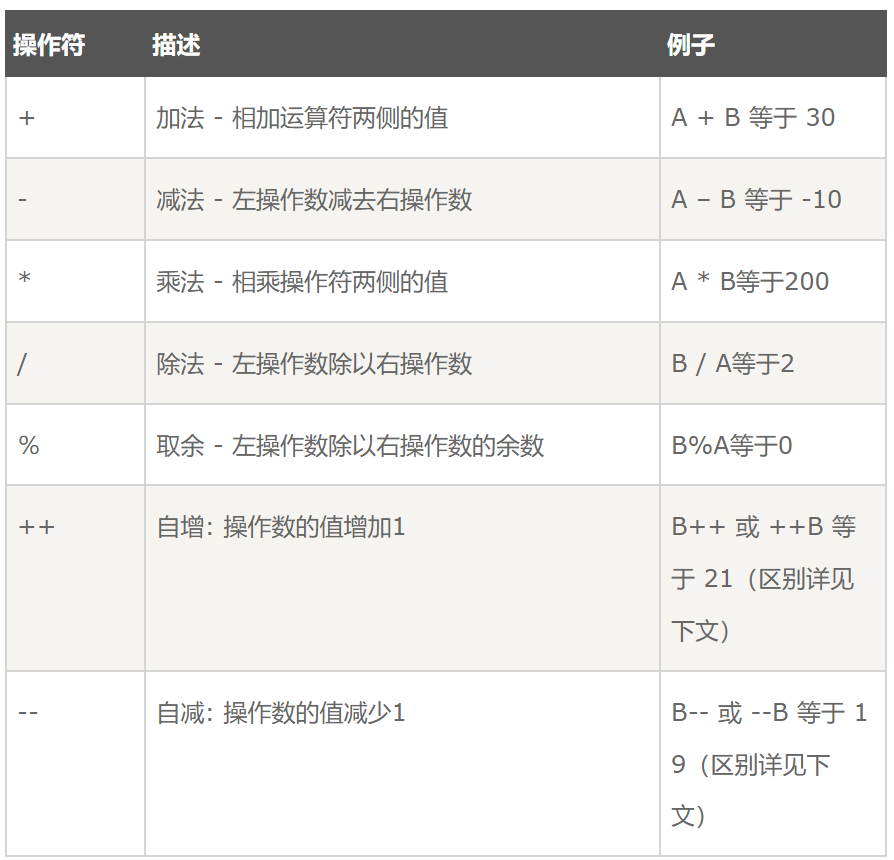 操作符 描述 例子
+ 加法 - 相加运算符两侧的值 A + B 等于 30
- 减法 - 左操作数减去右操作数 A – B 等于 -10
* 乘法 - 相乘操作符两侧的值 A * B等于200
/ 除法 - 左操作数除以右操作数 B / A等于2
% 取余 - 左操作数除以右操作数的余数 B%A等于0
++ 自增: 操作数的值增加1 B++ 或 ++B 等
于 21（区别详见
下文）
-- 自减: 操作数的值减少1 B-- 或 --B 等于 1
9（区别详见下
文）